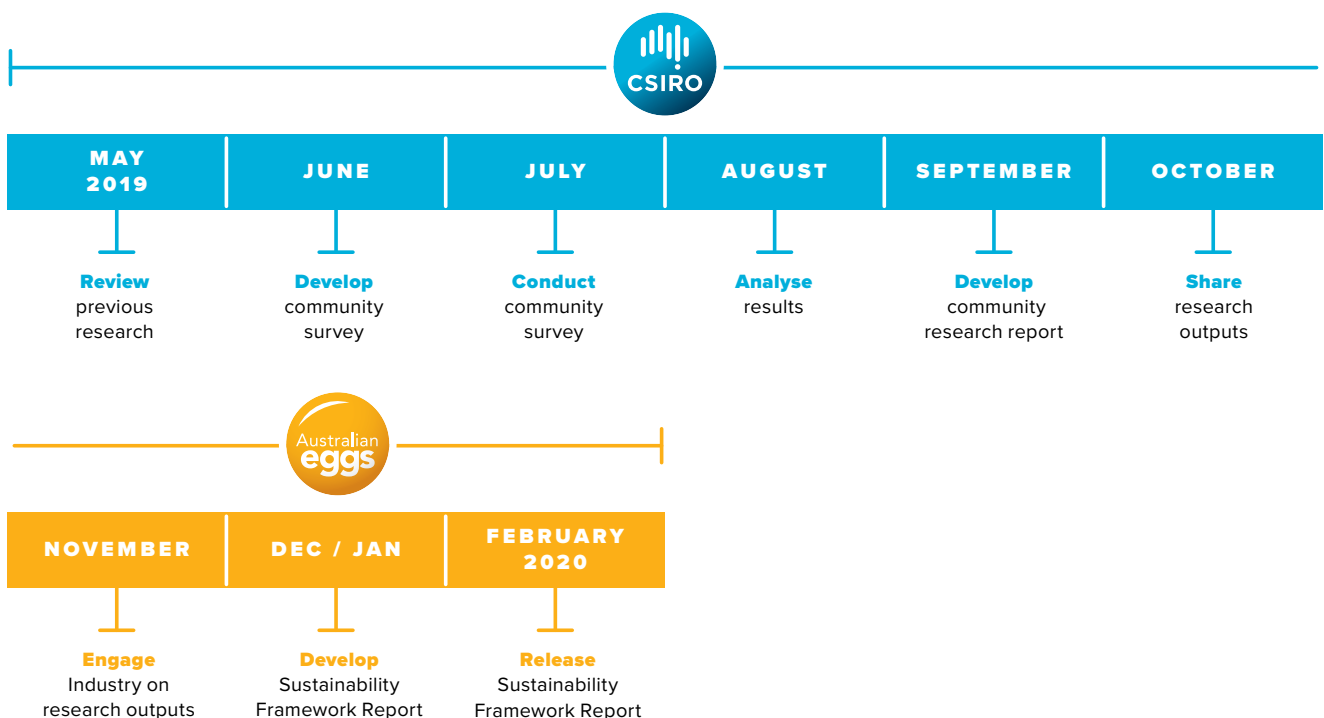 CSIRO
MAY
2019
JUNE
JULY
AUGUST
SEPTEMBER
OCTOBER
Review
previous
research
Develop
community
survey
Conduct
community
survey
Analyse
results
Develop
community
research report
Share
research
outputs
Australian
eggs
NOVEMBER
DEC / JAN
FEBRUARY
2020
Engage
Industry on
research outputs
Develop
Sustainability
Framework Report
Release
Sustainability
Framework Report